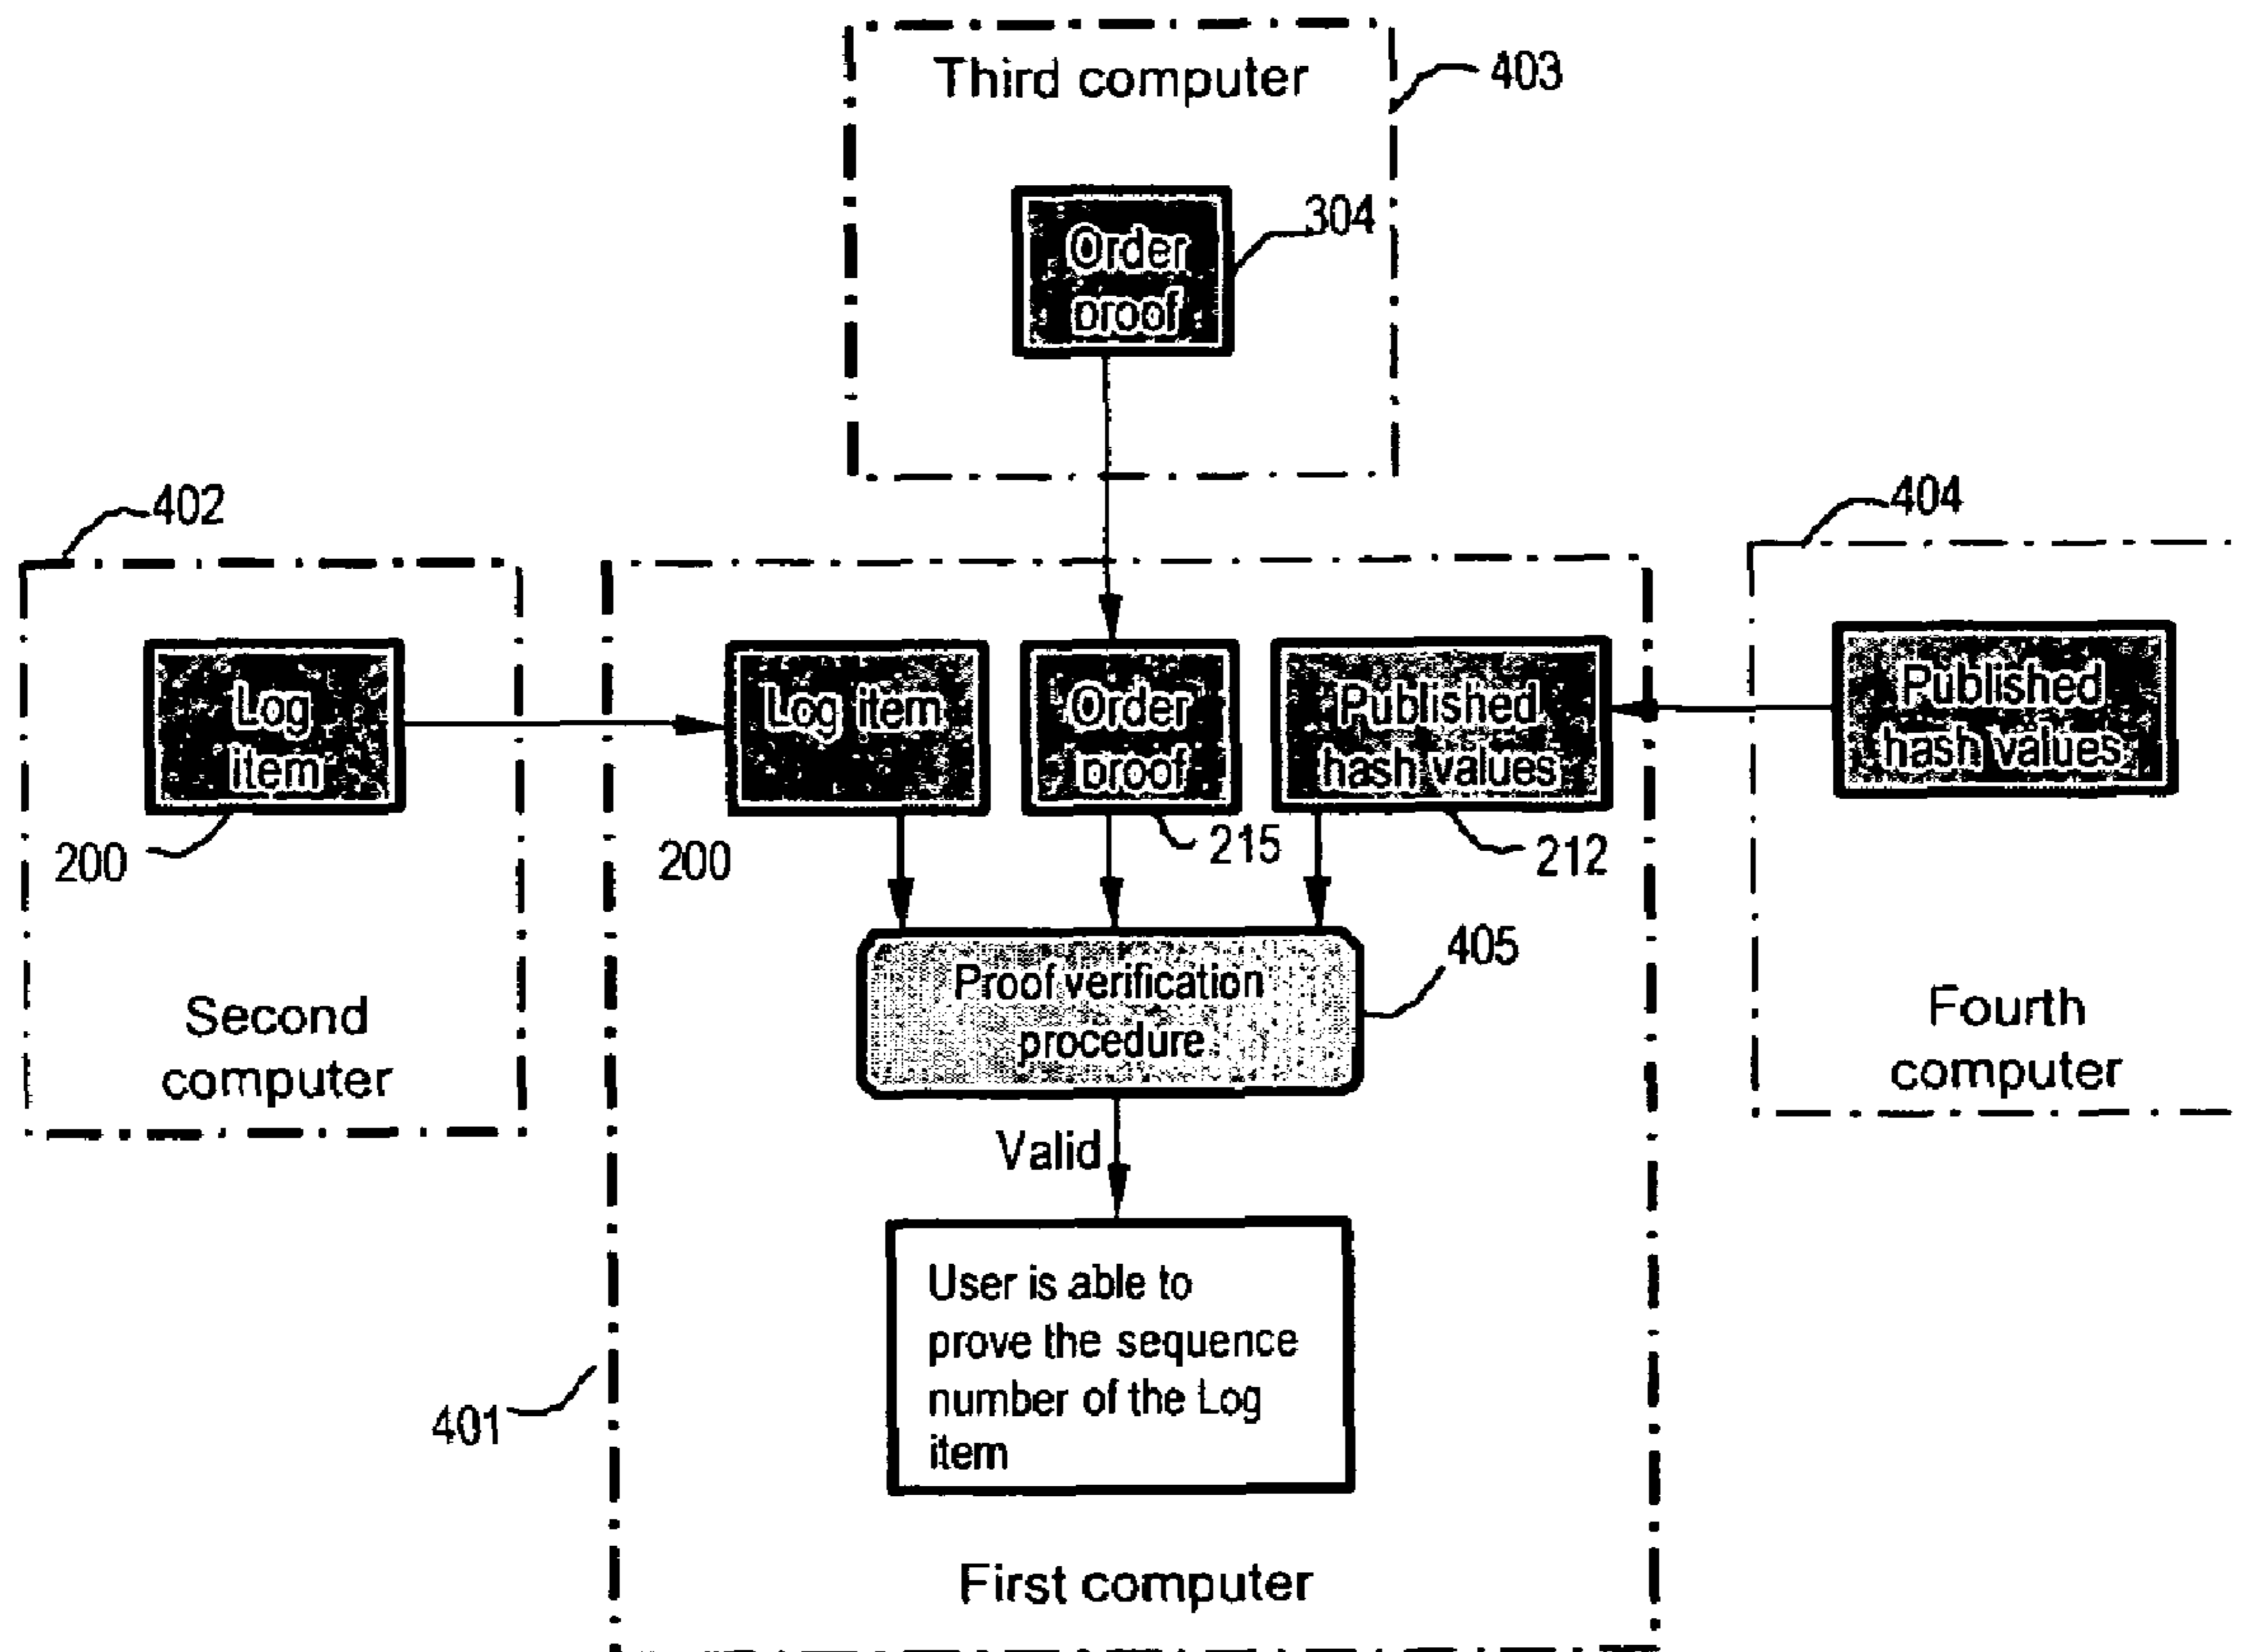 Third computer
403
Order
proof
304
402
404
Log
item
200
Log item
200
Order
proof
215
Published
hash values
212
Published
hash values
Proof verification
procedure
405
Second
computer
Fourth
computer
Valid
User is able to
prove the sequence
number of the Log
item
401
First computer